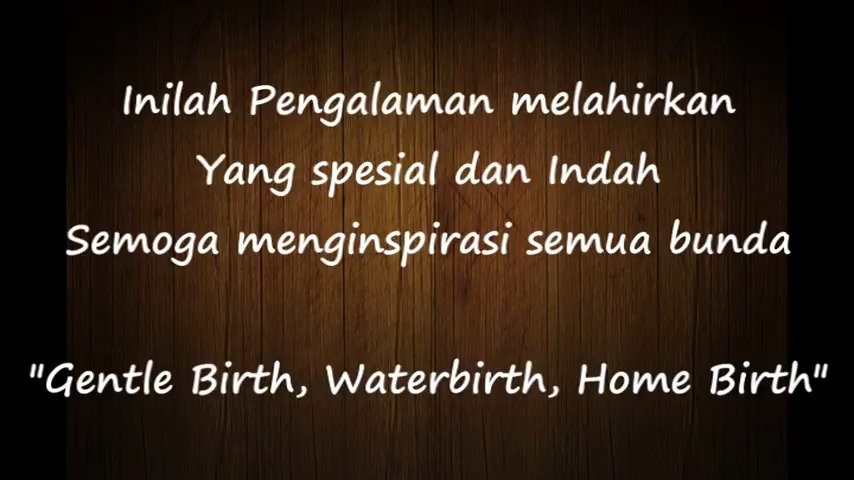 Inilah Pengalaman melahirkan
Yang spesial dan Indah
Semoga menginspirasi semua bunda
"Gentle Birth, Waterbirth, Home Birth"